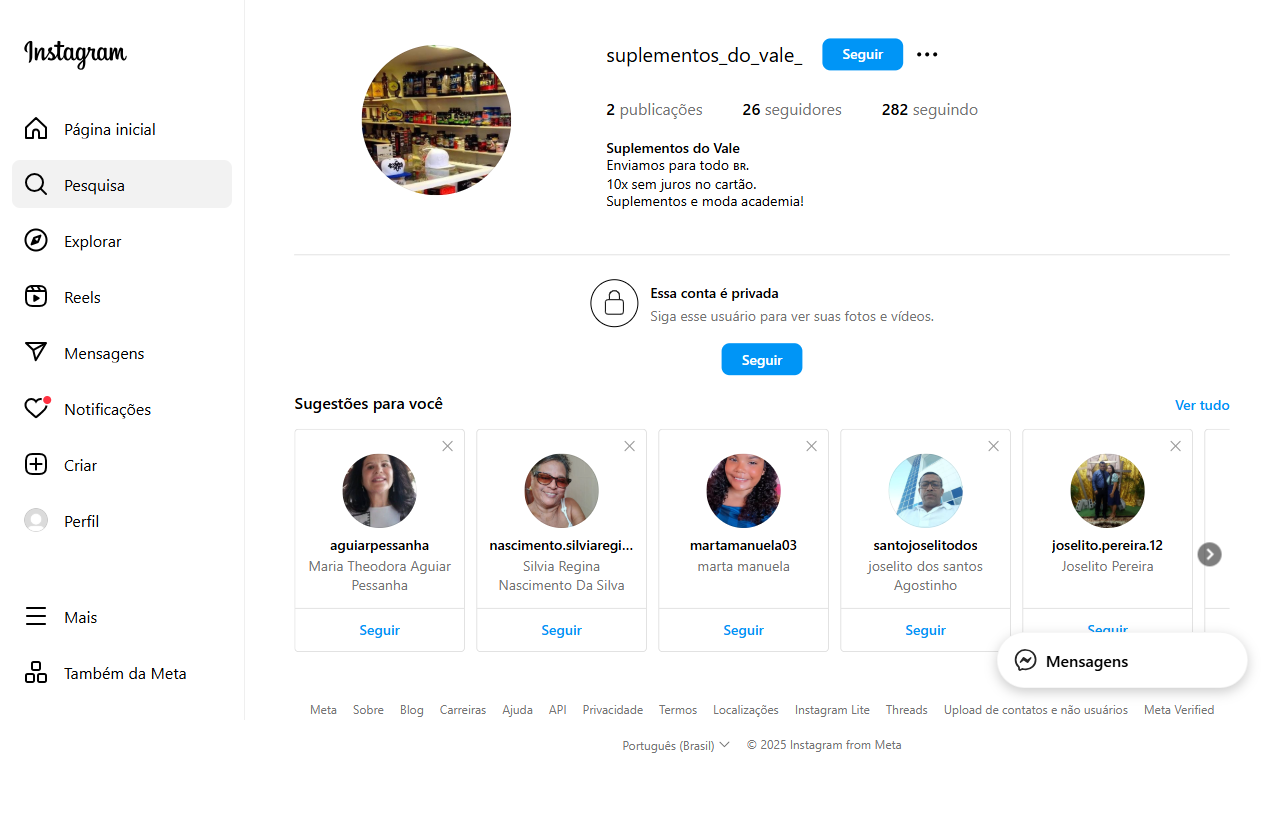 Instagram
Página inicial
Pesquisa
Explorar
Reels
Mensagens
Notificações
Criar
Perfil
Mais
Também da Meta
suplementos_do_vale_
Seguir
2 publicações 26 seguidores 282 seguindo
Suplementos do Vale
Enviamos para todo ʙʀ.
10x sem juros no cartão.
Suplementos e moda academia!
Essa conta é privada
Siga esse usuário para ver suas fotos e vídeos.
Seguir
Sugestões para você
Ver tudo
aguiarpessanha
Maria Theodora Aguiar
Pessanha
Seguir
nascimento.silviaregi...
Silvia Regina
Nascimento Da Silva
Seguir
martamanuela03
marta manuela
Seguir
santojoselitodos
joselito dos santos
Agostinho
Seguir
joselito.pereira.12
Joselito Pereira
Seguir
Mensagens
Meta Sobre Blog Carreiras Ajuda API Privacidade Termos Localizações Instagram Lite Threads Upload de contatos e não usuários Meta Verified
Português (Brasil) © 2025 Instagram from Meta